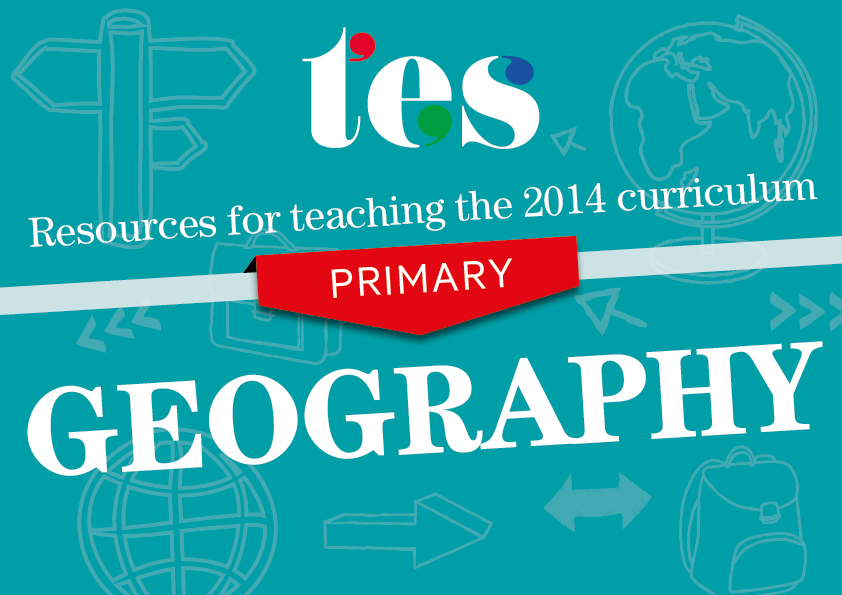 tes
Resources for teaching the 2014 curriculum
PRIMARY
GEOGRAPHY